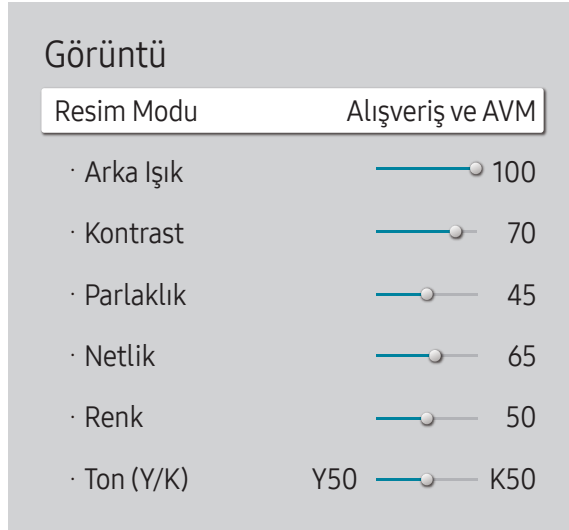 Görüntü
Resim Modu Alışveriş ve AVM
· Arka Işık 100
· Kontrast 70
· Parlaklık 45
· Netlik 65
· Renk 50
· Ton (Y/K) Y50 K50